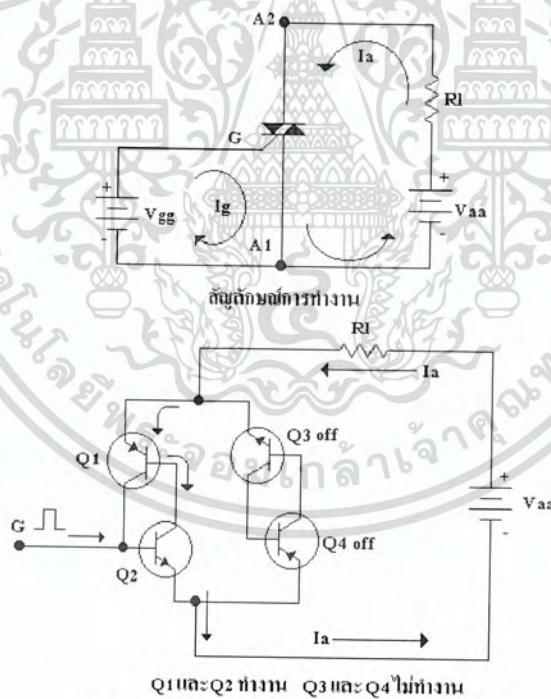 A2
Ia
Rl
G
+
+
Vgg
Ig
Vaa
-
-
A1
สัญลักษณ์การทำงาน
Rl
Ia
Q1
Q3 off
+
Vaa
G
Q2
Q4 off
-
Ia
Q1และQ2 ทำงาน Q3และQ4 ไม่ทำงาน